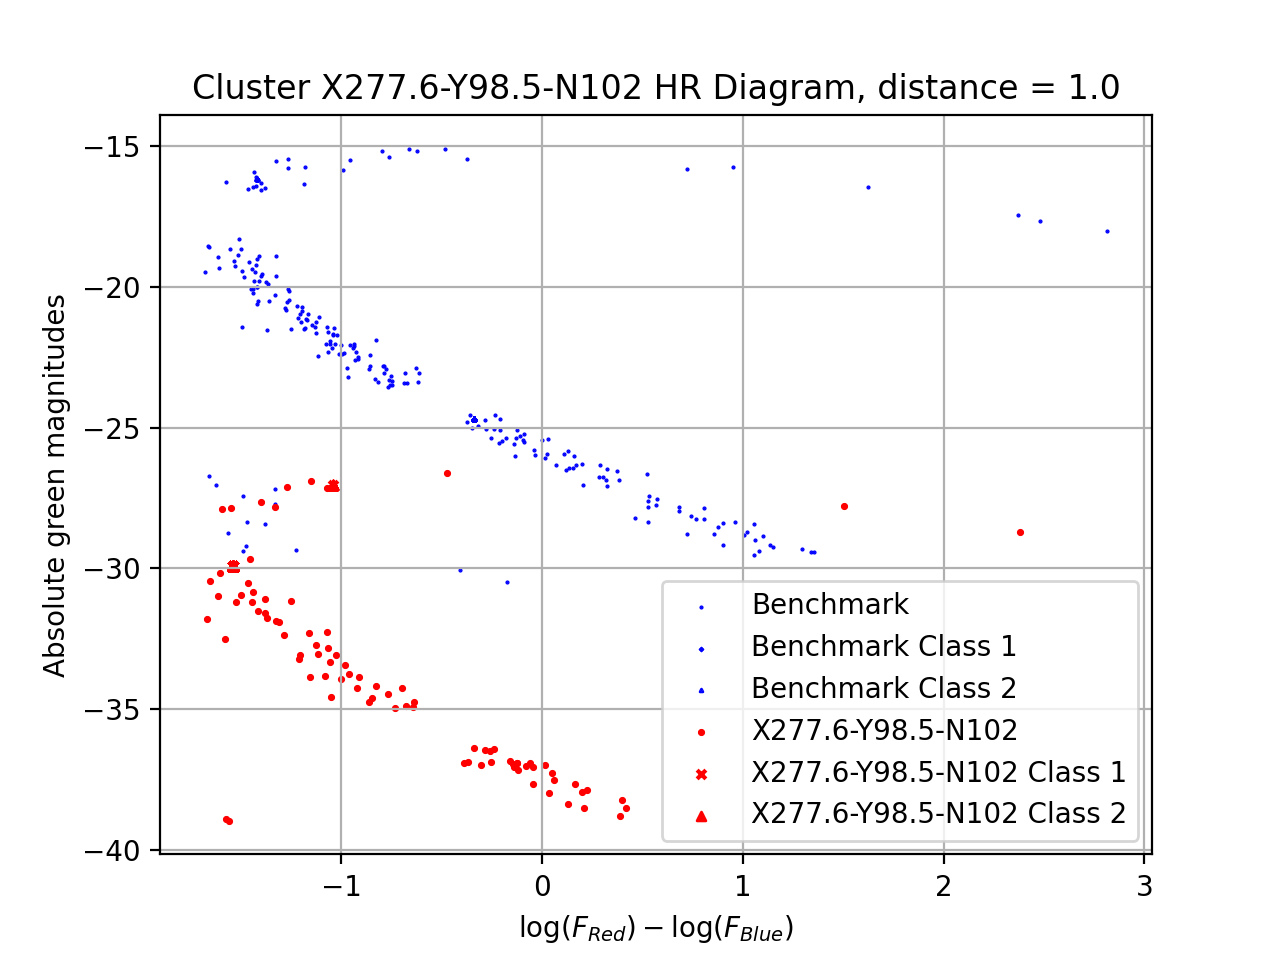 Cluster X277.6-Y98.5-N102 HR Diagram, distance = 1.0
Absolute green magnitudes
−15
−20
−25
−30
−35
−40
Benchmark
Benchmark Class 1
Benchmark Class 2
X277.6-Y98.5-N102
X277.6-Y98.5-N102 Class 1
X277.6-Y98.5-N102 Class 2
−1 0 1 2 3
log(F_Red) − log(F_Blue)